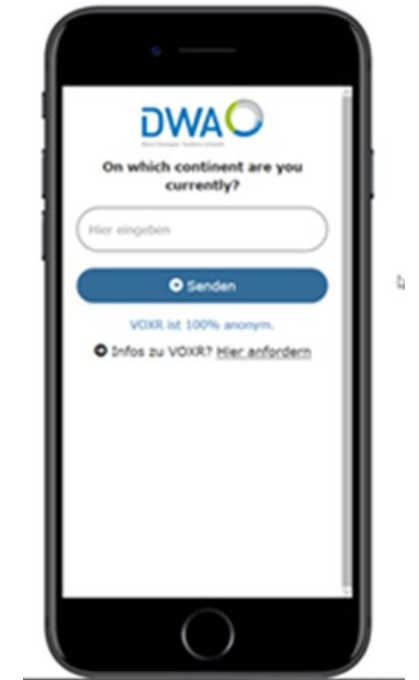 DWA
On which continent are you
currently?
Hier eingeben
Senden
VOXR ist 100% anonym.
Infos zu VOXR? Hier anfordern